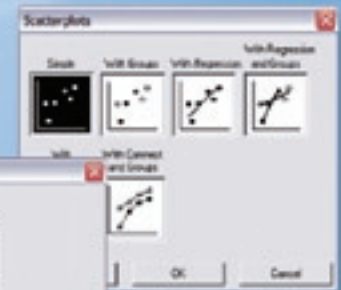 Scatterplots
With Regression
Simple With Groups With Regression and Groups
With With Connect
and Groups
OK Cancel